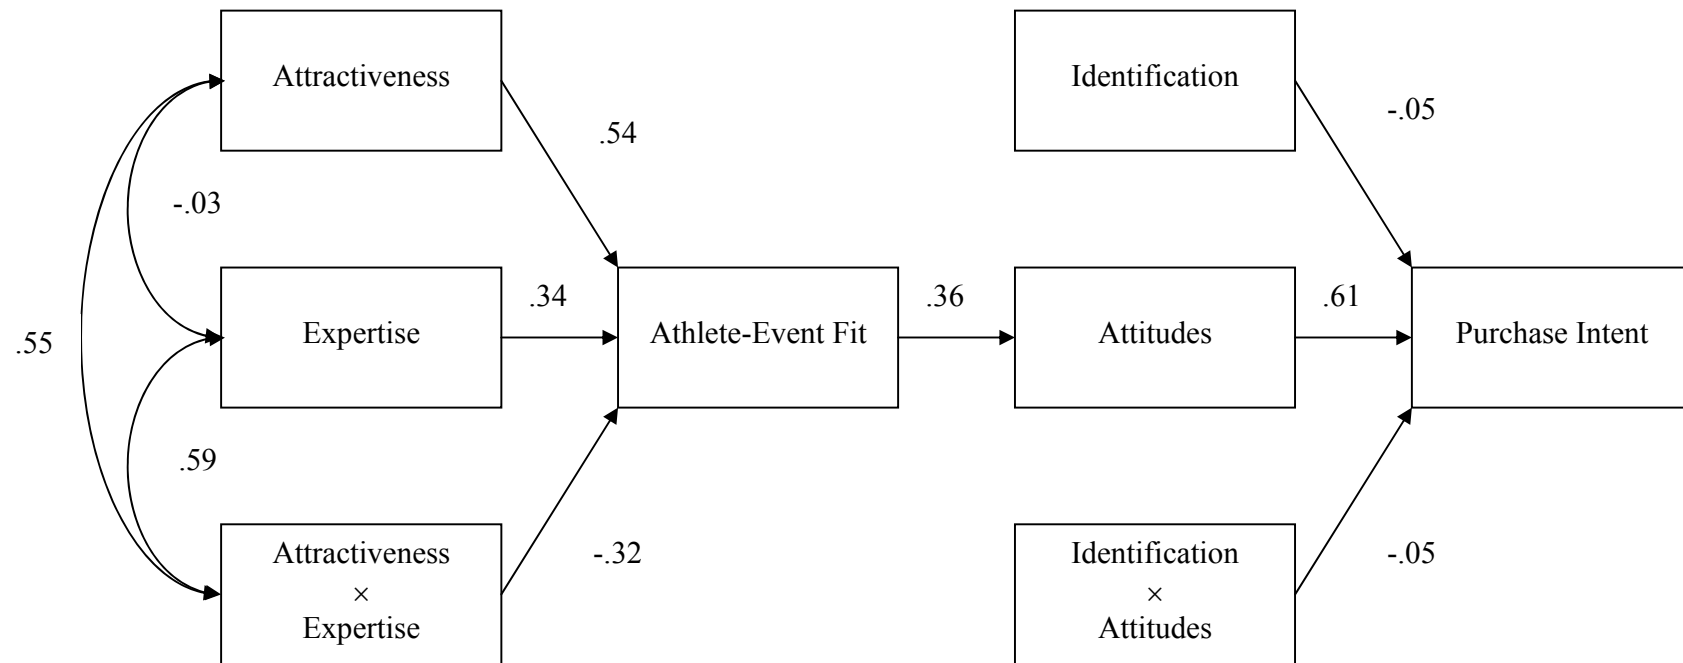 Attractiveness
Identification
-.05
.54
-.03
.34
.36
.61
Expertise
Athlete-Event Fit
Attitudes
Purchase Intent
.55
.59
Attractiveness
×
Expertise
-.32
Identification
×
Attitudes
-.05